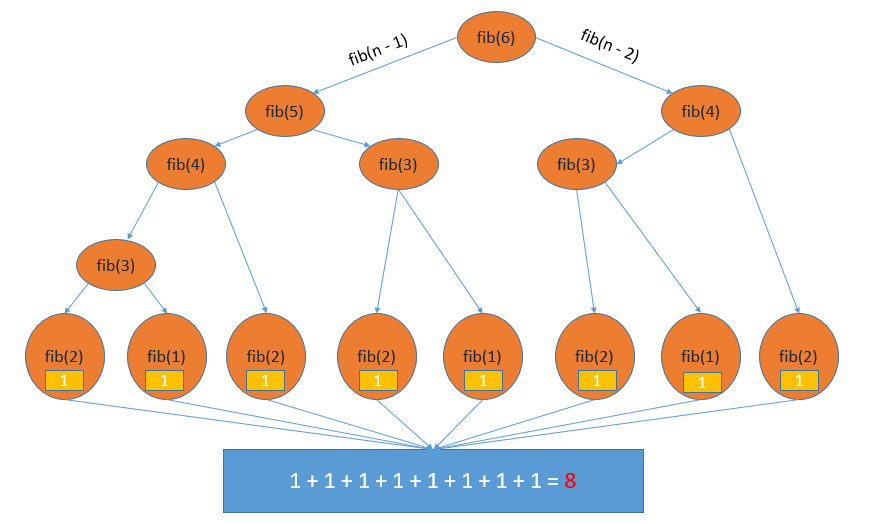 fib(6)
fib(n - 1)
fib(n - 2)
fib(5)
fib(4)
fib(4)
fib(3)
fib(3)
fib(3)
fib(2)
fib(1)
fib(2)
fib(2)
fib(1)
fib(2)
fib(1)
fib(2)
1
1
1
1
1
1
1
1
1 + 1 + 1 + 1 + 1 + 1 + 1 + 1 = 8